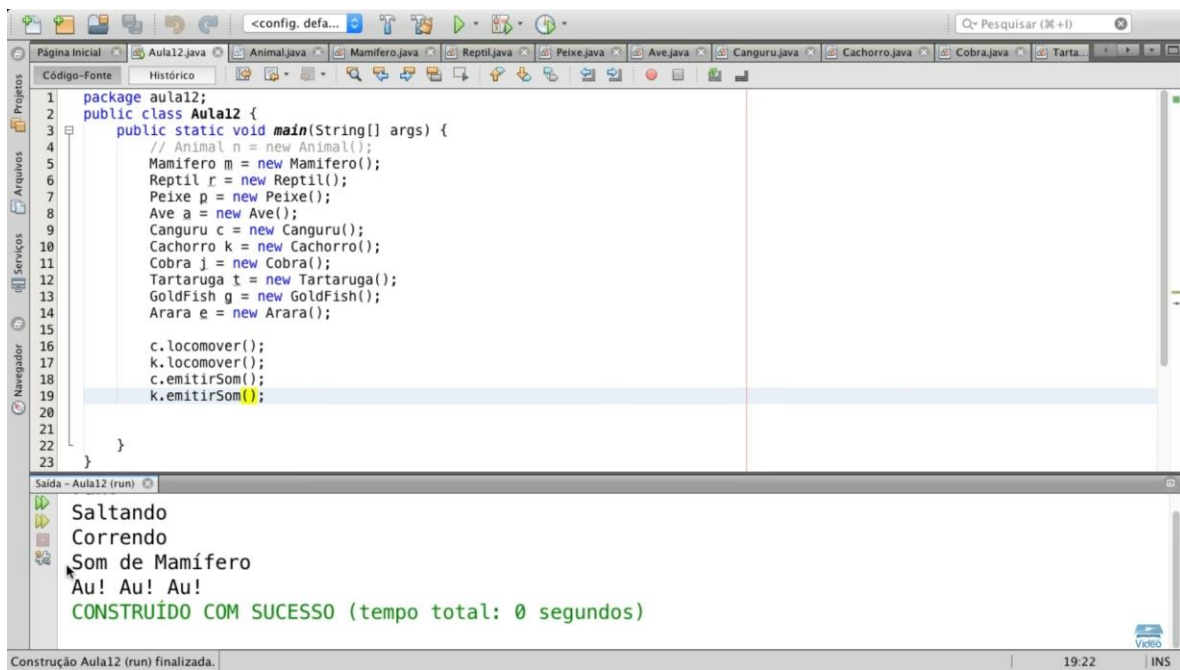 <config. defa...
Pesquisar (⌘+I)
Página Inicial Aula12.java Animal.java Mamifero.java Reptil.java Peixe.java Ave.java Canguru.java Cachorro.java Cobra.java Tarta...
Código-Fonte Histórico
Projetos
Arquivos
Serviços
Navegador
1 package aula12;
2 public class Aula12 {
3 public static void main(String[] args) {
4 // Animal n = new Animal();
5 Mamifero m = new Mamifero();
6 Reptil r = new Reptil();
7 Peixe p = new Peixe();
8 Ave a = new Ave();
9 Canguru c = new Canguru();
10 Cachorro k = new Cachorro();
11 Cobra j = new Cobra();
12 Tartaruga t = new Tartaruga();
13 GoldFish g = new GoldFish();
14 Arara e = new Arara();
15
16 c.locomover();
17 k.locomover();
18 c.emitirSom();
19 k.emitirSom();
20
21
22 }
23 }
Saída - Aula12 (run)
Saltando
Correndo
Som de Mamífero
Au! Au! Au!
CONSTRUÍDO COM SUCESSO (tempo total: 0 segundos)
Vídeo
Construção Aula12 (run) finalizada.
19:22 INS